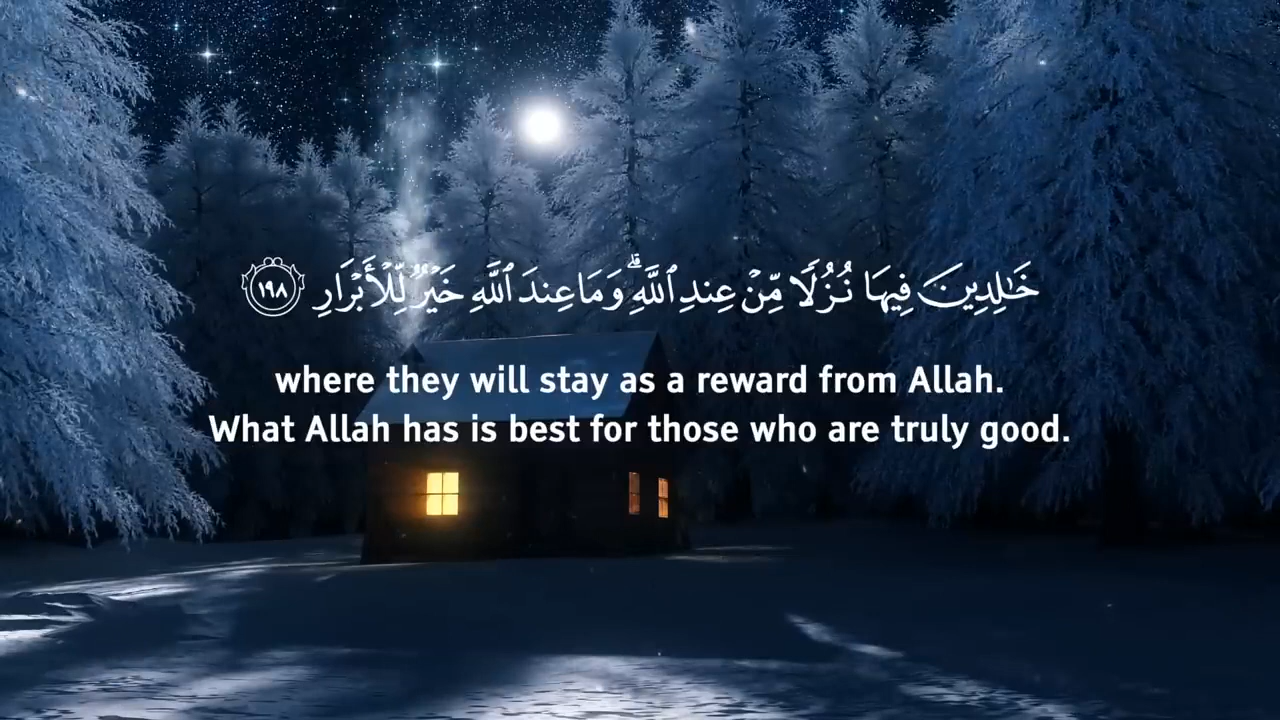 خَـٰلِدِينَ فِيهَا نُزُلًا مِّنْ عِندِ ٱللَّهِ ۗ وَمَا عِندَ ٱللَّهِ خَيْرٌ لِّلْأَبْرَارِ ١٩٨
where they will stay as a reward from Allah.
What Allah has is best for those who are truly good.